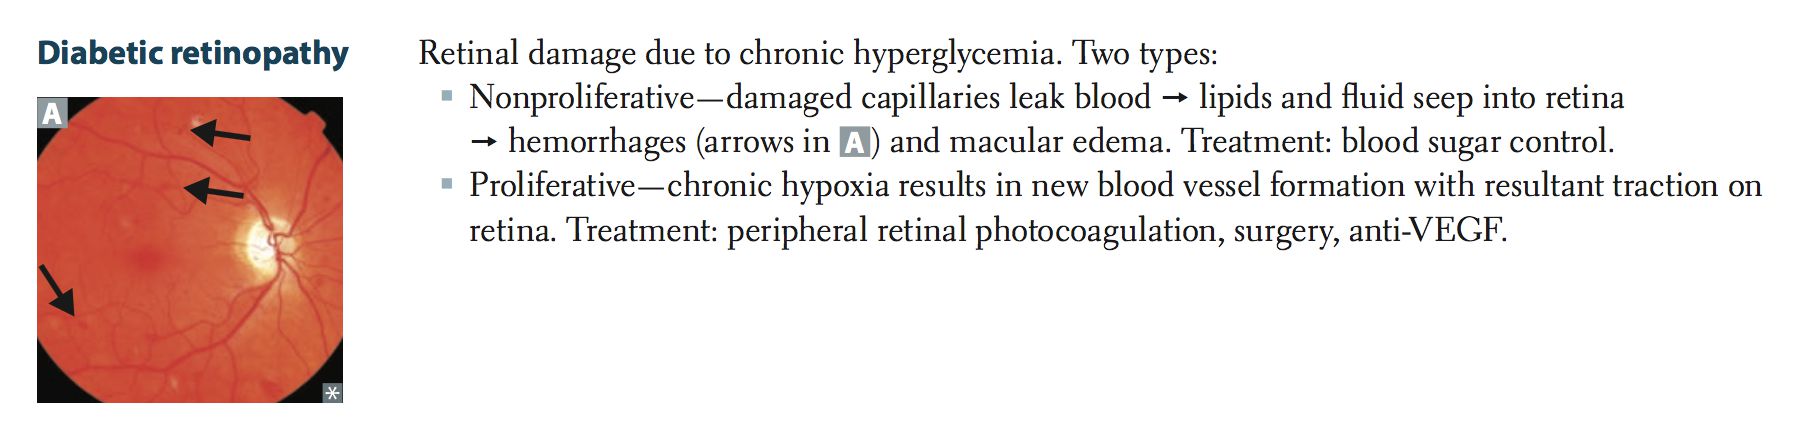 Diabetic retinopathy
A
*
Retinal damage due to chronic hyperglycemia. Two types:
▪ Nonproliferative—damaged capillaries leak blood → lipids and fluid seep into retina
→ hemorrhages (arrows in A) and macular edema. Treatment: blood sugar control.
▪ Proliferative—chronic hypoxia results in new blood vessel formation with resultant traction on
retina. Treatment: peripheral retinal photocoagulation, surgery, anti-VEGF.